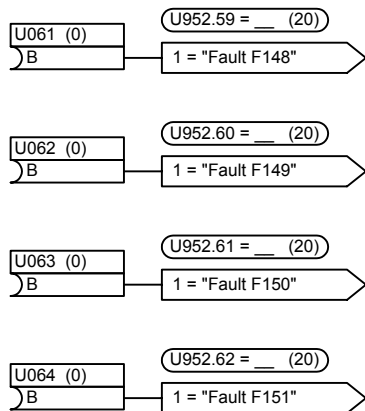 U952.59 = __ (20)
U061 (0)
B
1 = "Fault F148"
U952.60 = __ (20)
U062 (0)
B
1 = "Fault F149"
U952.61 = __ (20)
U063 (0)
B
1 = "Fault F150"
U952.62 = __ (20)
U064 (0)
B
1 = "Fault F151"